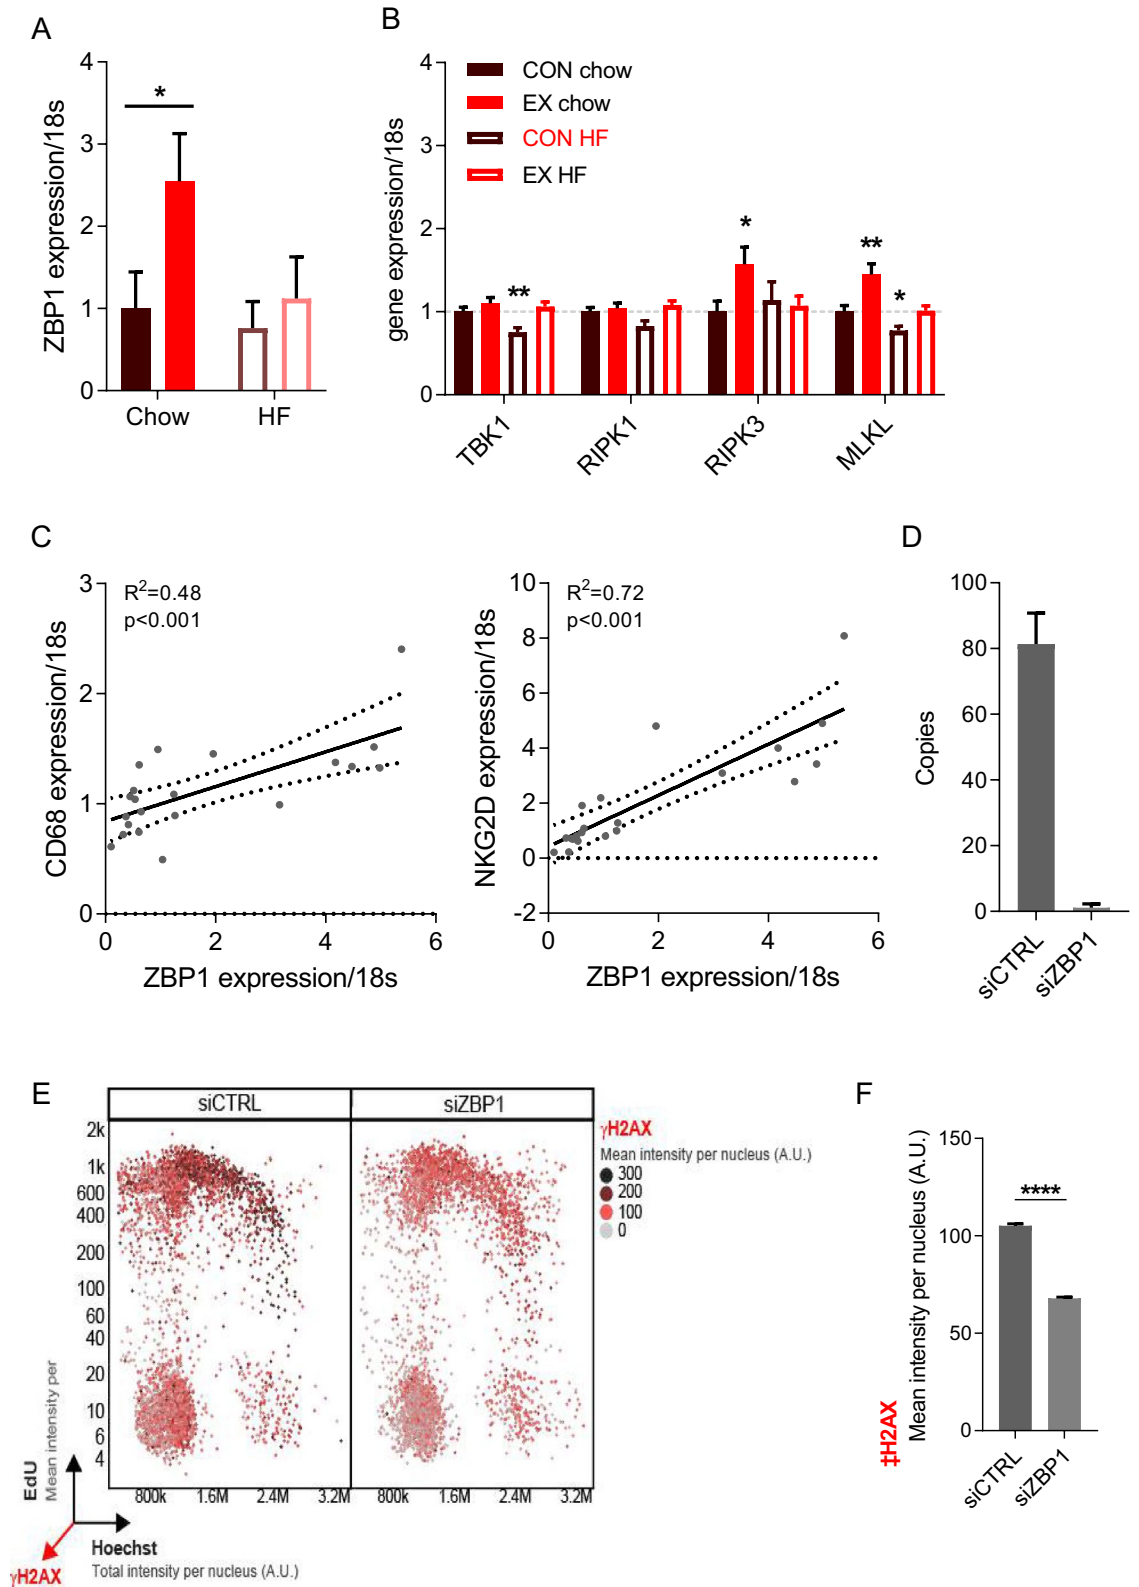 A
B
4
3
2
1
0
ZBP1 expression/18s
*
Chow
HF
4
3
2
1
0
gene expression/18s
CON chow
EX chow
CON HF
EX HF
**
*
**
*
TBK1
RIPK1
RIPK3
MLKL
C
D
3
2
1
0
CD68 expression/18s
R²=0.48
p<0.001
0
2
4
6
ZBP1 expression/18s
10
8
6
4
2
0
-2
NKG2D expression/18s
R²=0.72
p<0.001
0
2
4
6
ZBP1 expression/18s
100
80
60
40
20
0
Copies
siCTRL
siZBP1
E
F
siCTRL
siZBP1
2k
1k
600
400
200
100
60
40
20
10
6
4
800k
1.6M
2.4M
3.2M
800k
1.6M
2.4M
3.2M
EdU
Mean intensity per
Hoechst
Total intensity per nucleus (A.U.)
γH2AX
γH2AX
Mean intensity per nucleus (A.U.)
300
200
100
0
150
100
50
0
‡H2AX
Mean intensity per nucleus (A.U.)
****
siCTRL
siZBP1